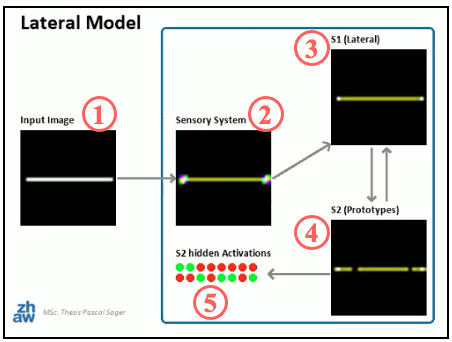 Lateral Model
S1 (Lateral)
3
Input Image
1
Sensory System
2
S2 (Prototypes)
4
S2 hidden Activations
5
zh
aw
MSc. Thesis Pascal Sager